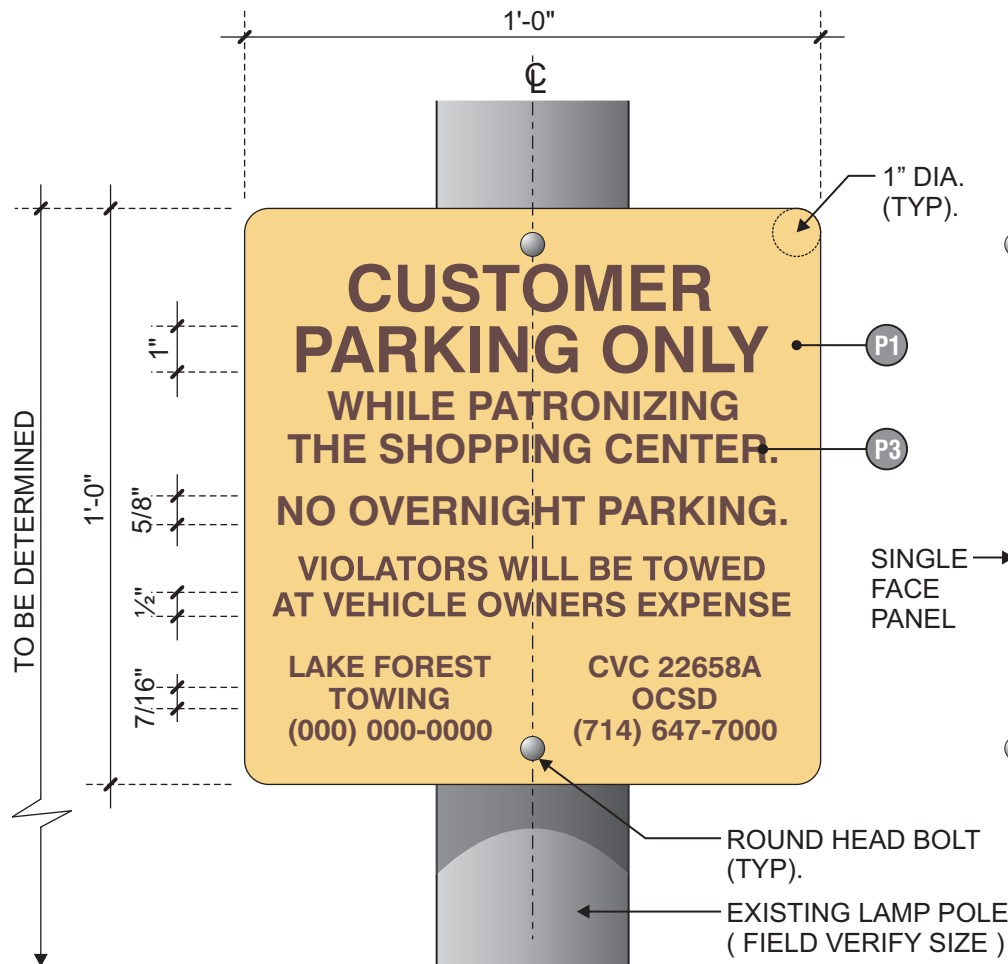 1'-0"
℄
1” DIA.
(TYP).
CUSTOMER
PARKING ONLY
P1
1"
WHILE PATRONIZING
THE SHOPPING CENTER.
P3
TO BE DETERMINED
1'-0"
5/8"
NO OVERNIGHT PARKING.
SINGLE
FACE
PANEL
½"
VIOLATORS WILL BE TOWED
AT VEHICLE OWNERS EXPENSE
7/16"
LAKE FOREST
TOWING
(000) 000-0000
CVC 22658A
OCSD
(714) 647-7000
ROUND HEAD BOLT
(TYP).
EXISTING LAMP POLE
( FIELD VERIFY SIZE )